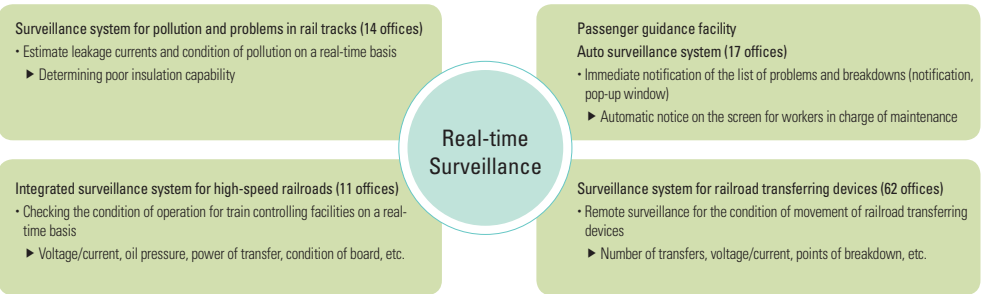 Surveillance system for pollution and problems in rail tracks (14 offices)
• Estimate leakage currents and condition of pollution on a real-time basis
▶ Determining poor insulation capability
Passenger guidance facility
Auto surveillance system (17 offices)
• Immediate notification of the list of problems and breakdowns (notification,
pop-up window)
▶ Automatic notice on the screen for workers in charge of maintenance
Real-time
Surveillance
Integrated surveillance system for high-speed railroads (11 offices)
• Checking the condition of operation for train controlling facilities on a real-
time basis
▶ Voltage/current, oil pressure, power of transfer, condition of board, etc.
Surveillance system for railroad transferring devices (62 offices)
• Remote surveillance for the condition of movement of railroad transferring
devices
▶ Number of transfers, voltage/current, points of breakdown, etc.